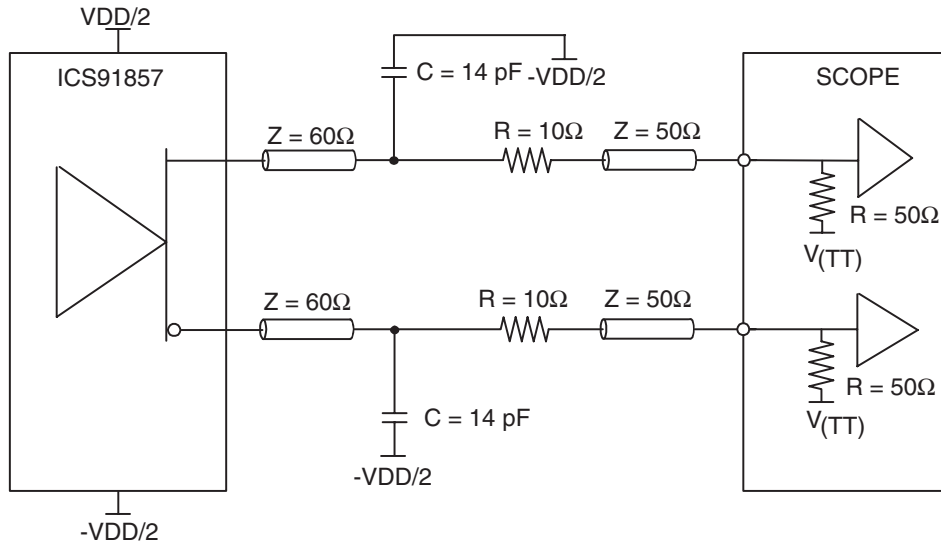 VDD/2
ICS91857
C = 14 pF
-VDD/2
SCOPE
Z = 60Ω
R = 10Ω
Z = 50Ω
R = 50Ω
V(TT)
Z = 60Ω
R = 10Ω
Z = 50Ω
R = 50Ω
V(TT)
C = 14 pF
-VDD/2
-VDD/2